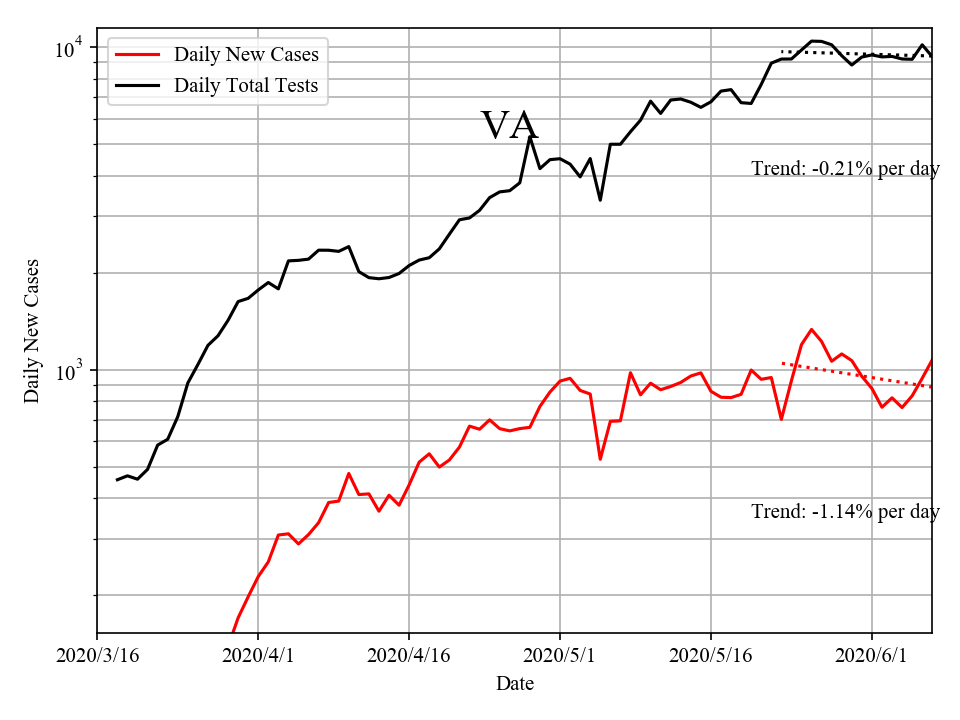 10^4
Daily New Cases
Daily Total Tests
VA
Trend: -0.21% per day
Daily New Cases
10^3
Trend: -1.14% per day
2020/3/16 2020/4/1 2020/4/16 2020/5/1 2020/5/16 2020/6/1
Date